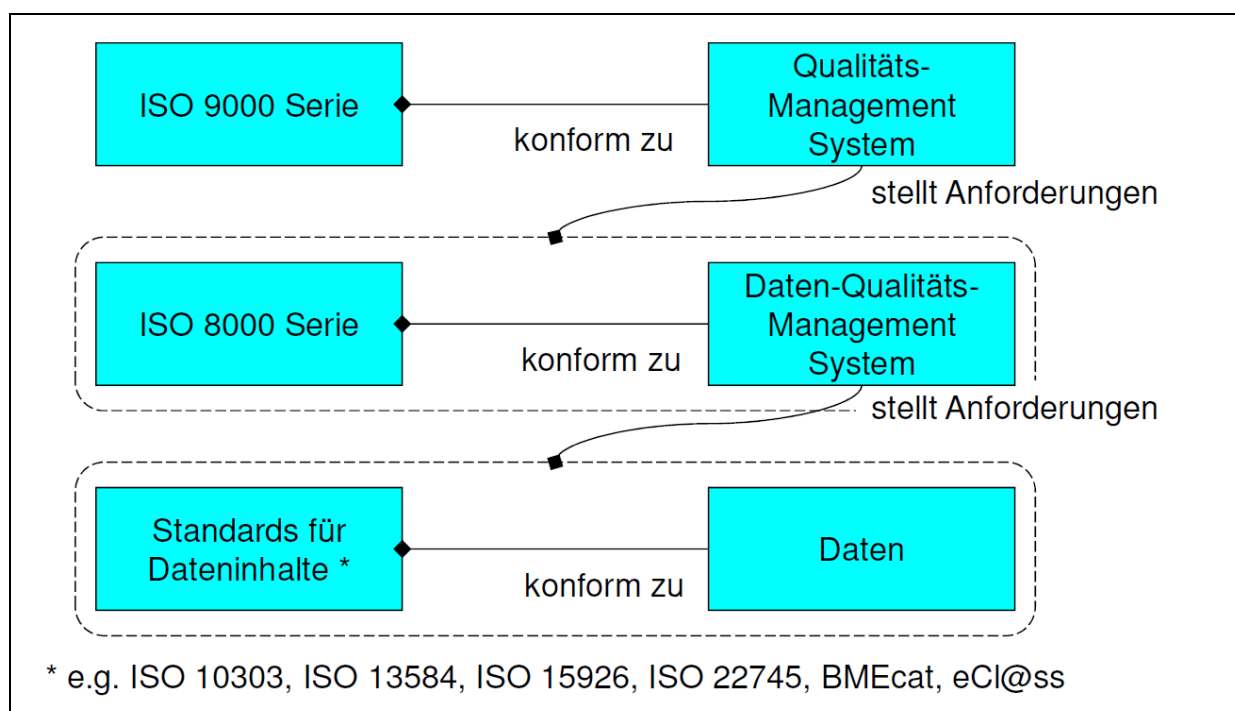 ISO 9000 Serie
konform zu
Qualitäts-
Management
System
stellt Anforderungen
ISO 8000 Serie
konform zu
Daten-Qualitäts-
Management
System
stellt Anforderungen
Standards für
Dateninhalte *
konform zu
Daten
* e.g. ISO 10303, ISO 13584, ISO 15926, ISO 22745, BMEcat, eCl@ss